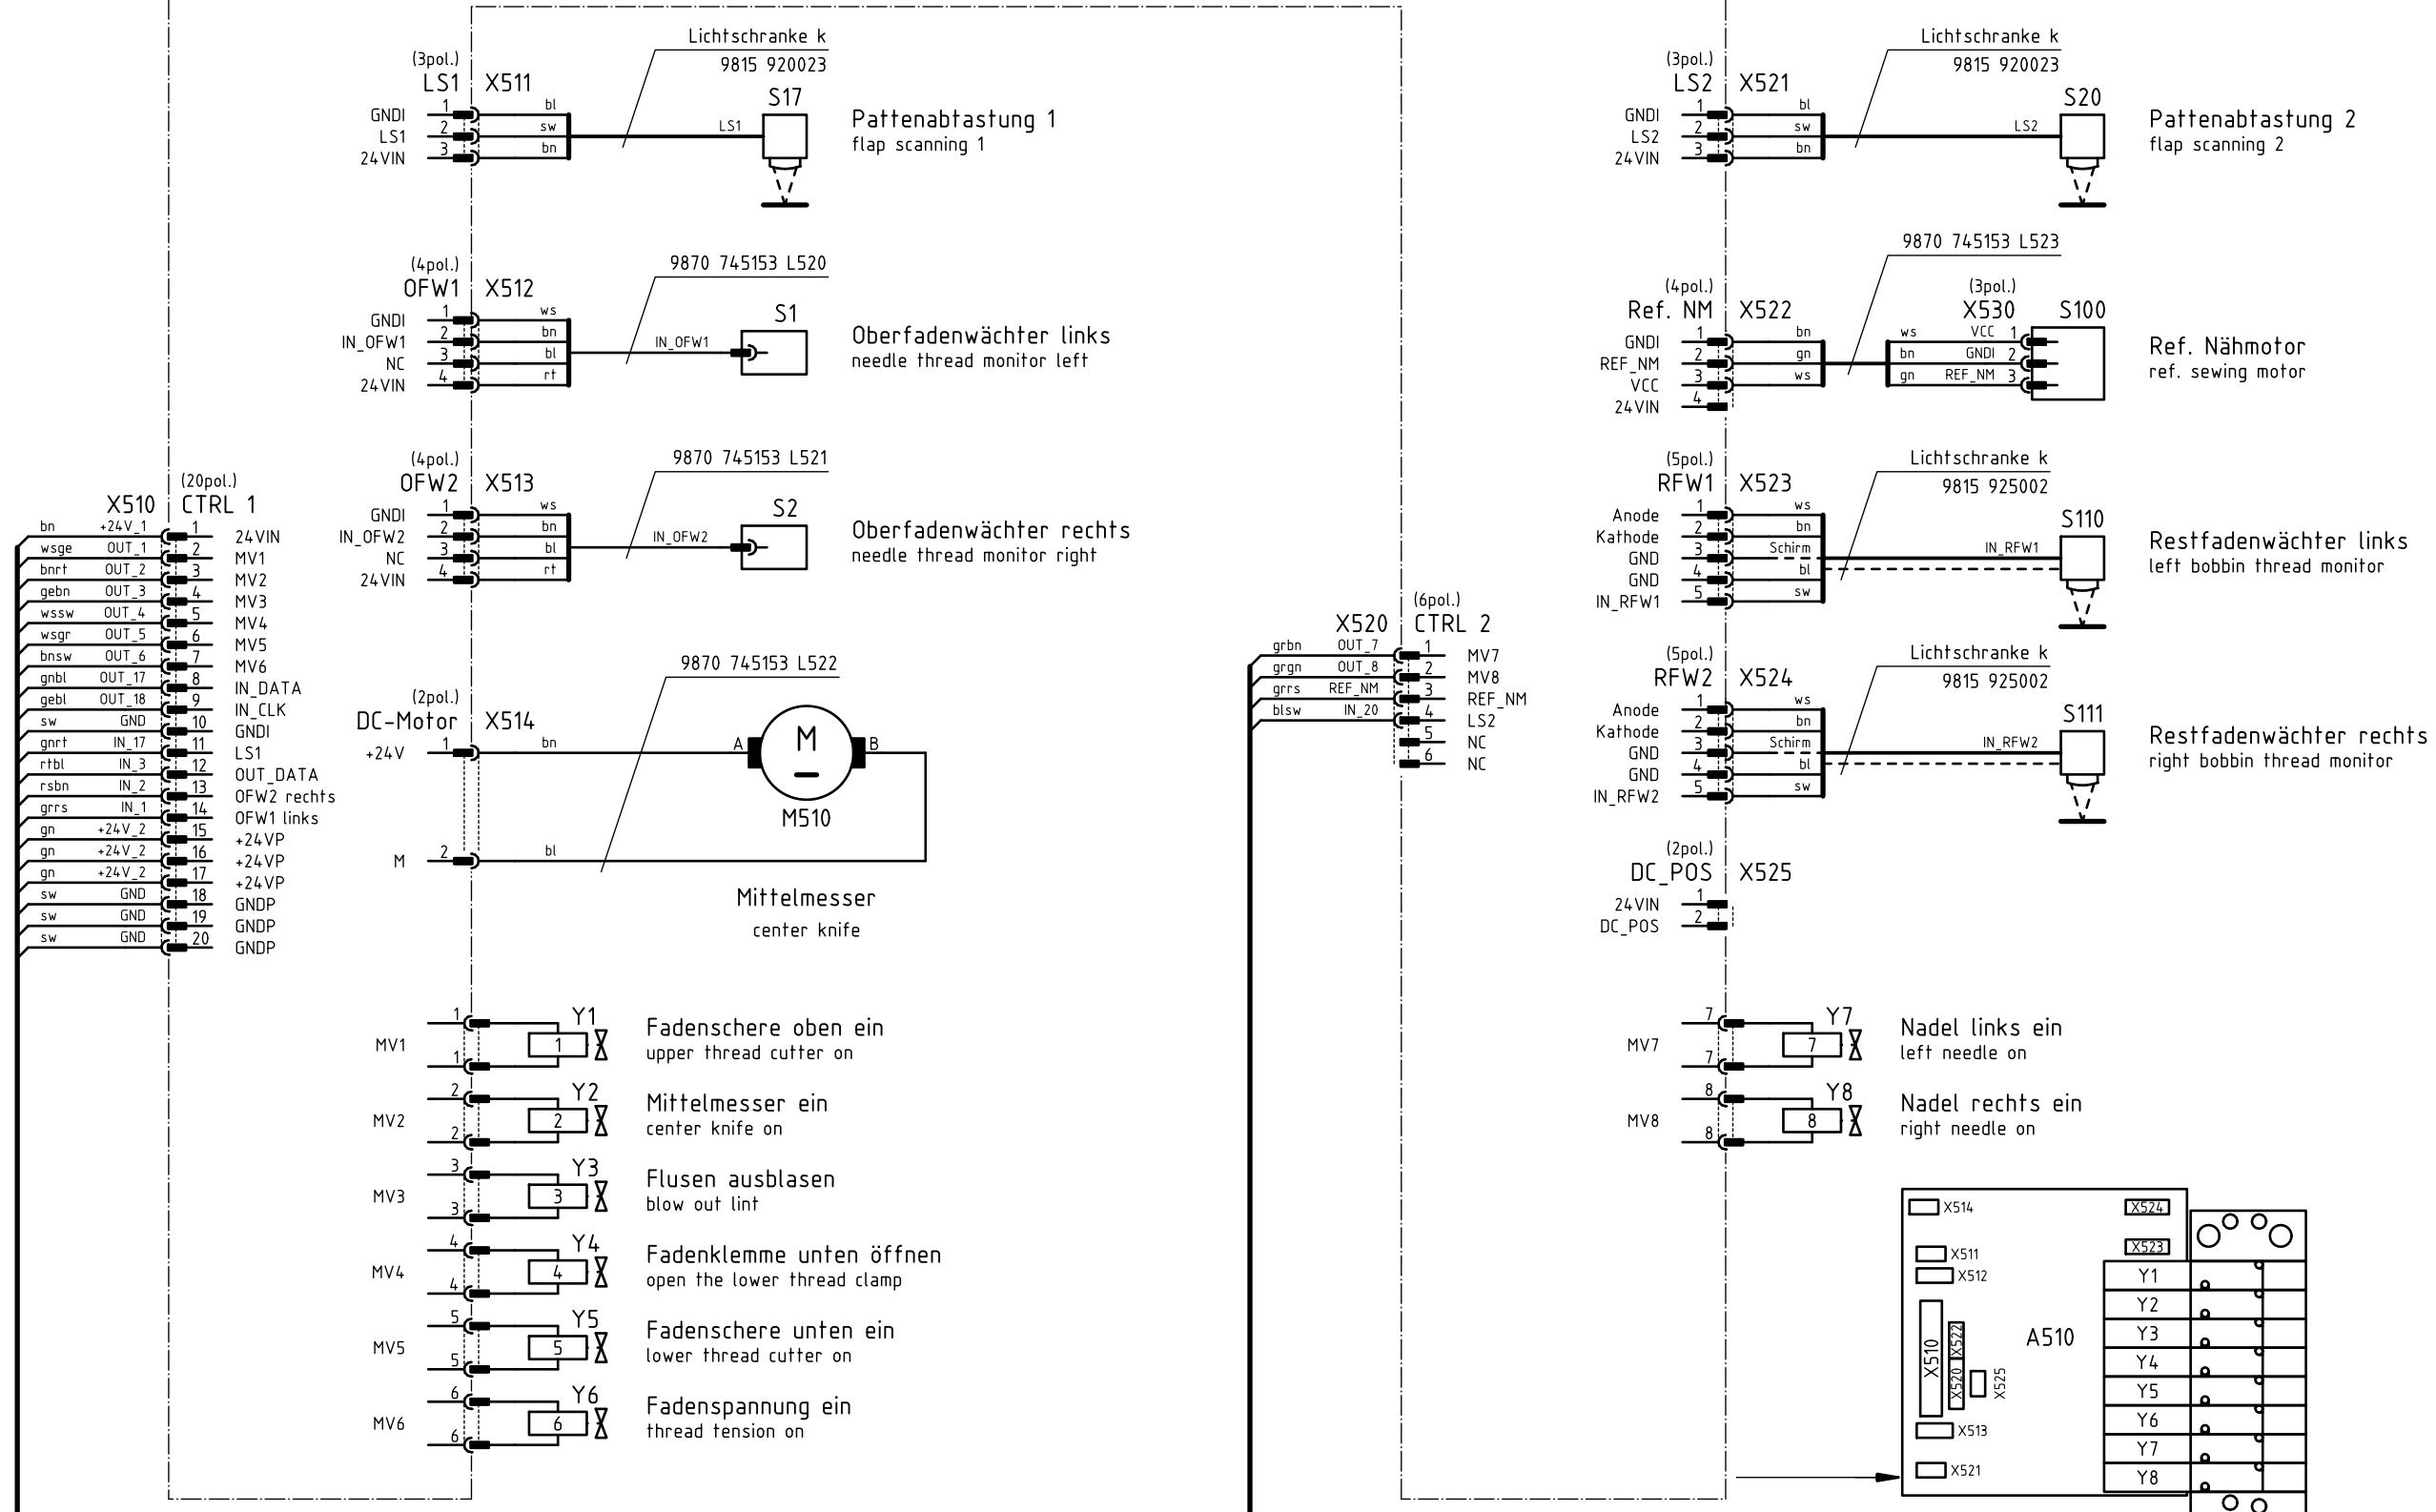 X510
(20pol.)
CTRL 1
bn +24V_1 1 24VIN
wsge OUT_1 2 MV1
bnrt OUT_2 3 MV2
gebn OUT_3 4 MV3
wssw OUT_4 5 MV4
wsgr OUT_5 6 MV5
bnsw OUT_6 7 MV6
gnbl OUT_17 8 IN_DATA
gebl OUT_18 9 IN_CLK
sw GND 10 GNDI
gnrt IN_17 11 LS1
rtbl IN_3 12 OUT_DATA
rsbn IN_2 13 OFW2 rechts
grrs IN_1 14 OFW1 links
gn +24V_2 15 +24VP
gn +24V_2 16 +24VP
gn +24V_2 17 +24VP
sw GND 18 GNDP
sw GND 19 GNDP
sw GND 20 GNDP
(3pol.)
LS1 X511
GNDI 1 bl
LS1 2 sw
24VIN 3 bn
Lichtschranke k
9815 920023
LS1
S17
Pattenabtastung 1
flap scanning 1
(4pol.)
OFW1 X512
GNDI 1 ws
IN_OFW1 2 bn
NC 3 bl
24VIN 4 rt
9870 745153 L520
IN_OFW1
S1
Oberfadenwächter links
needle thread monitor left
(4pol.)
OFW2 X513
GNDI 1 ws
IN_OFW2 2 bn
NC 3 bl
24VIN 4 rt
9870 745153 L521
IN_OFW2
S2
Oberfadenwächter rechts
needle thread monitor right
9870 745153 L522
(2pol.)
DC-Motor X514
+24V 1 bn
A M B
M510
M 2 bl
Mittelmesser
center knife
MV1 1 1 Y1 1
Fadenschere oben ein
upper thread cutter on
MV2 2 2 Y2 2
Mittelmesser ein
center knife on
MV3 3 3 Y3 3
Flusen ausblasen
blow out lint
MV4 4 4 Y4 4
Fadenklemme unten öffnen
open the lower thread clamp
MV5 5 5 Y5 5
Fadenschere unten ein
lower thread cutter on
MV6 6 6 Y6 6
Fadenspannung ein
thread tension on
X520
(6pol.)
CTRL 2
grbn OUT_7 1 MV7
grgn OUT_8 2 MV8
grrs REF_NM 3 REF_NM
blsw IN_20 4 LS2
5 NC
6 NC
(3pol.)
LS2 X521
GNDI 1 bl
LS2 2 sw
24VIN 3 bn
Lichtschranke k
9815 920023
LS2
S20
Pattenabtastung 2
flap scanning 2
9870 745153 L523
(4pol.)
Ref. NM X522
GNDI 1 bn
REF_NM 2 gn
VCC 3 ws
24VIN 4
(3pol.)
X530 S100
ws VCC 1
bn GNDI 2
gn REF_NM 3
Ref. Nähmotor
ref. sewing motor
(5pol.)
RFW1 X523
Anode 1 ws
Kathode 2 bn
GND 3 Schirm
GND 4 bl
IN_RFW1 5 sw
Lichtschranke k
9815 925002
IN_RFW1
S110
Restfadenwächter links
left bobbin thread monitor
(5pol.)
RFW2 X524
Anode 1 ws
Kathode 2 bn
GND 3 Schirm
GND 4 bl
IN_RFW2 5 sw
Lichtschranke k
9815 925002
IN_RFW2
S111
Restfadenwächter rechts
right bobbin thread monitor
(2pol.)
DC_POS X525
24VIN 1
DC_POS 2
MV7 7 7 Y7 7
Nadel links ein
left needle on
MV8 8 8 Y8 8
Nadel rechts ein
right needle on
X514
X524
X511
X523
X512
X510
X522
X520
X525
X513
X521
A510
Y1
Y2
Y3
Y4
Y5
Y6
Y7
Y8